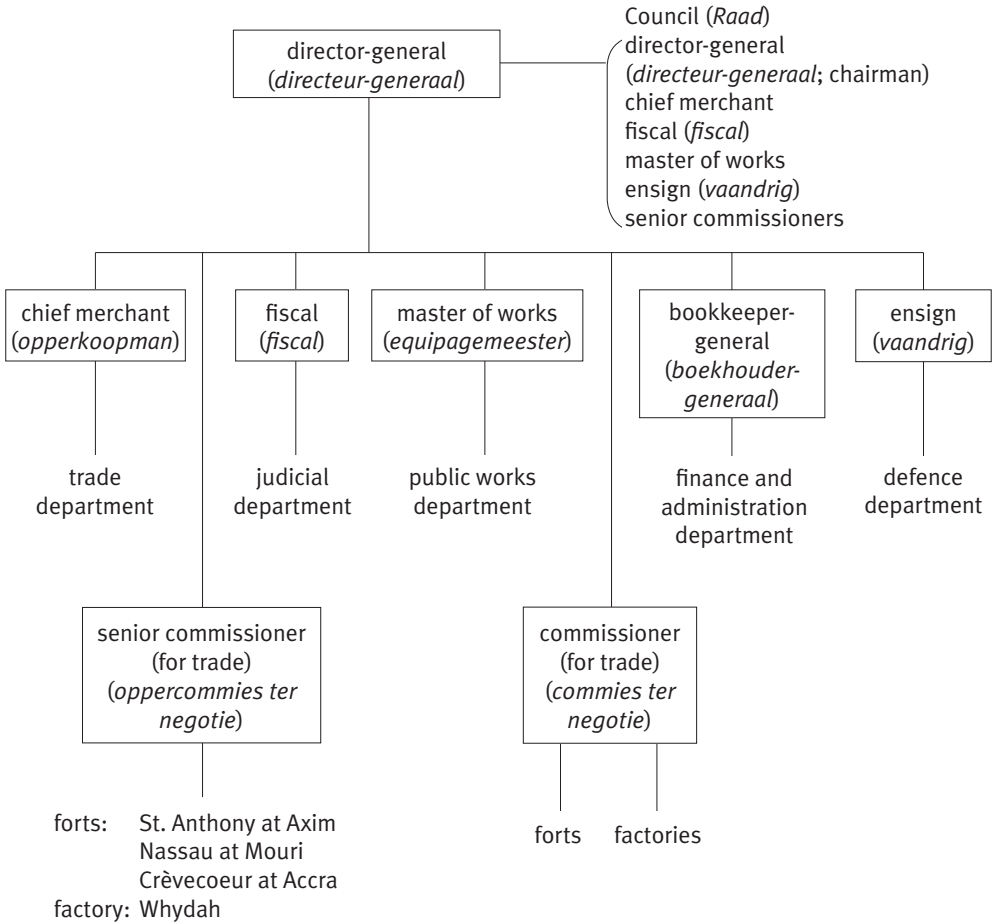 Council (Raad)
director-general
(directeur-generaal; chairman)
chief merchant
fiscal (fiscal)
master of works
ensign (vaandrig)
senior commissioners
director-general
(directeur-generaal)
chief merchant
(opperkoopman)
fiscal
(fiscal)
master of works
(equipagemeester)
bookkeeper-
general
(boekhouder-
generaal)
ensign
(vaandrig)
trade
department
judicial
department
public works
department
finance and
administration
department
defence
department
senior commissioner
(for trade)
(oppercommies ter
negotie)
commissioner
(for trade)
(commies ter
negotie)
forts: St. Anthony at Axim
Nassau at Mouri
Crèvecoeur at Accra
factory: Whydah
forts
factories